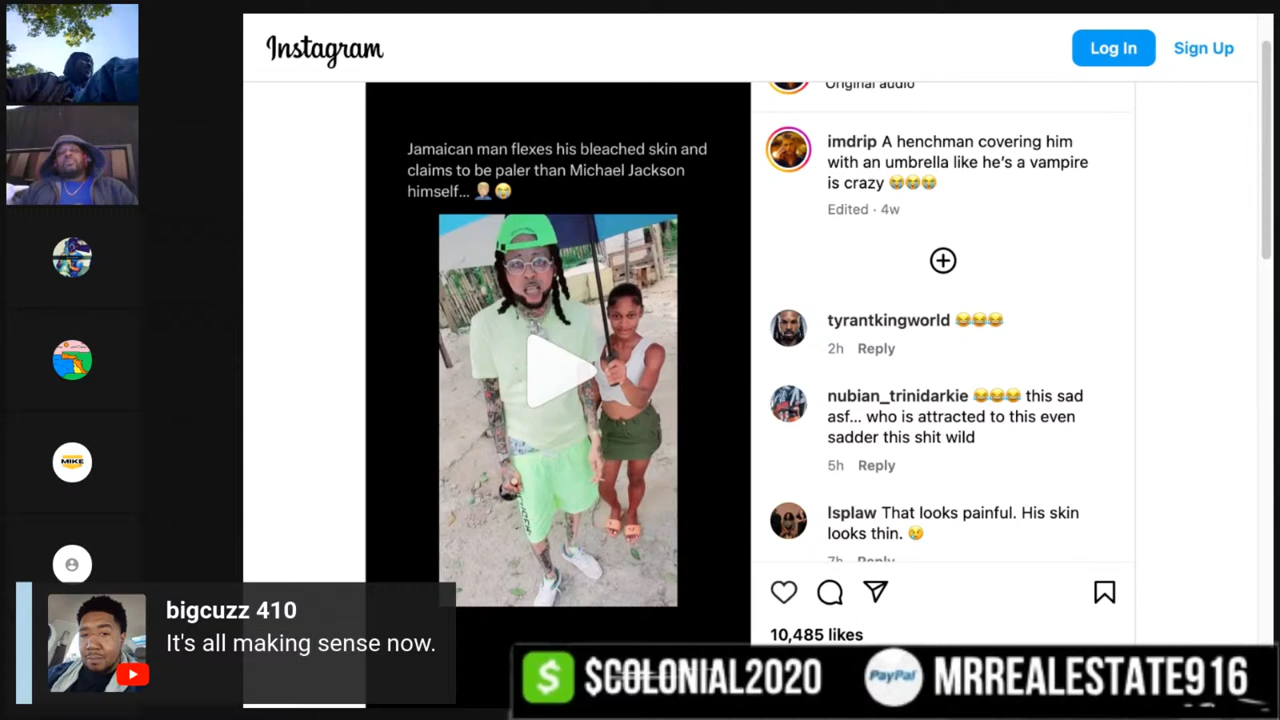 Instagram
Log In
Sign Up
Original audio
Jamaican man flexes his bleached skin and
claims to be paler than Michael Jackson
himself... 🤦🏼‍♂️😭
imdrip A henchman covering him
with an umbrella like he's a vampire
is crazy 😭😭😭
Edited · 4w
tyrantkingworld 😂😂😂
2h Reply
nubian_trinidarkie 😂😂😂 this sad
asf... who is attracted to this even
sadder this shit wild
5h Reply
lsplaw That looks painful. His skin
looks thin. 😢
7h Reply
10,485 likes
MIKE
bigcuzz 410
It's all making sense now.
$ $COLONIAL2020
PayPal MRREALESTATE916